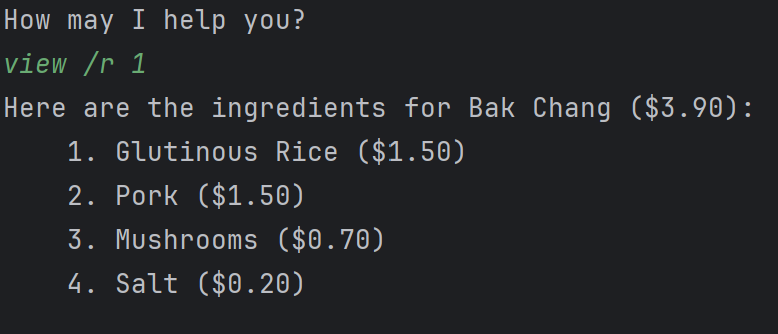 How may I help you?
view /r 1
Here are the ingredients for Bak Chang ($3.90):
1. Glutinous Rice ($1.50)
2. Pork ($1.50)
3. Mushrooms ($0.70)
4. Salt ($0.20)